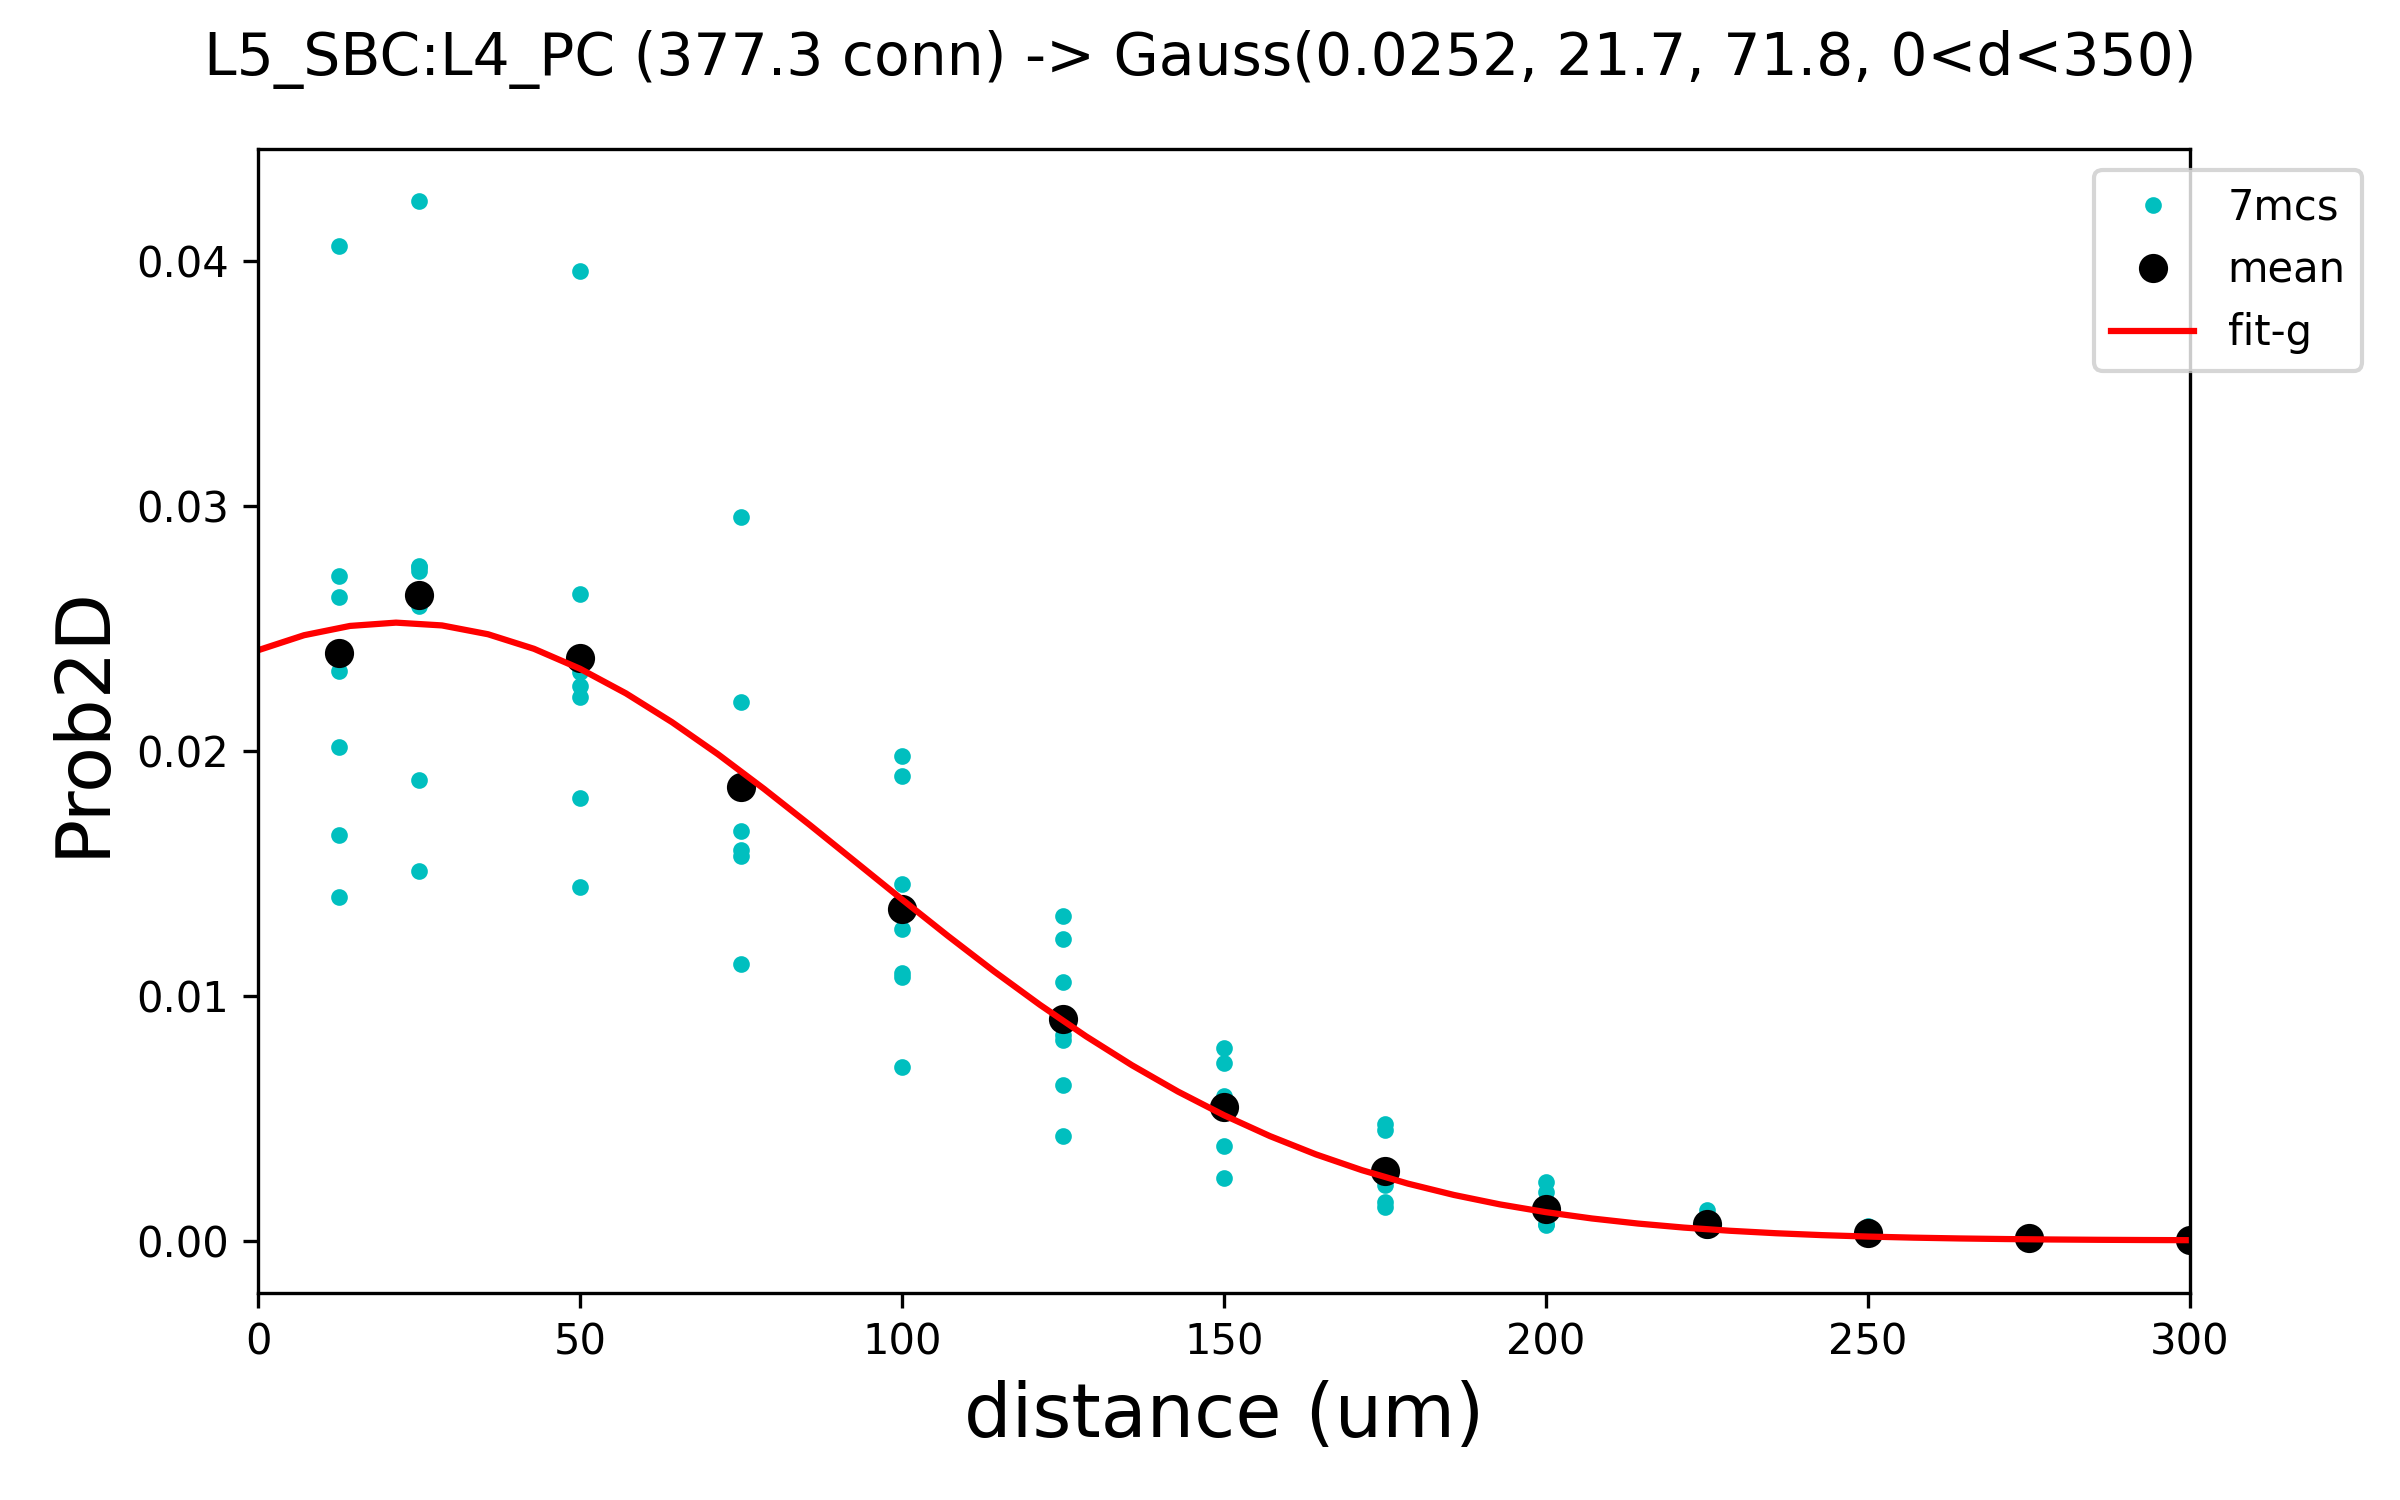 L5_SBC:L4_PC (377.3 conn) -> Gauss(0.0252, 21.7, 71.8, 0<d<350)
7mcs
mean
fit-g
Prob2D
0.04
0.03
0.02
0.01
0.00
0 50 100 150 200 250 300
distance (um)